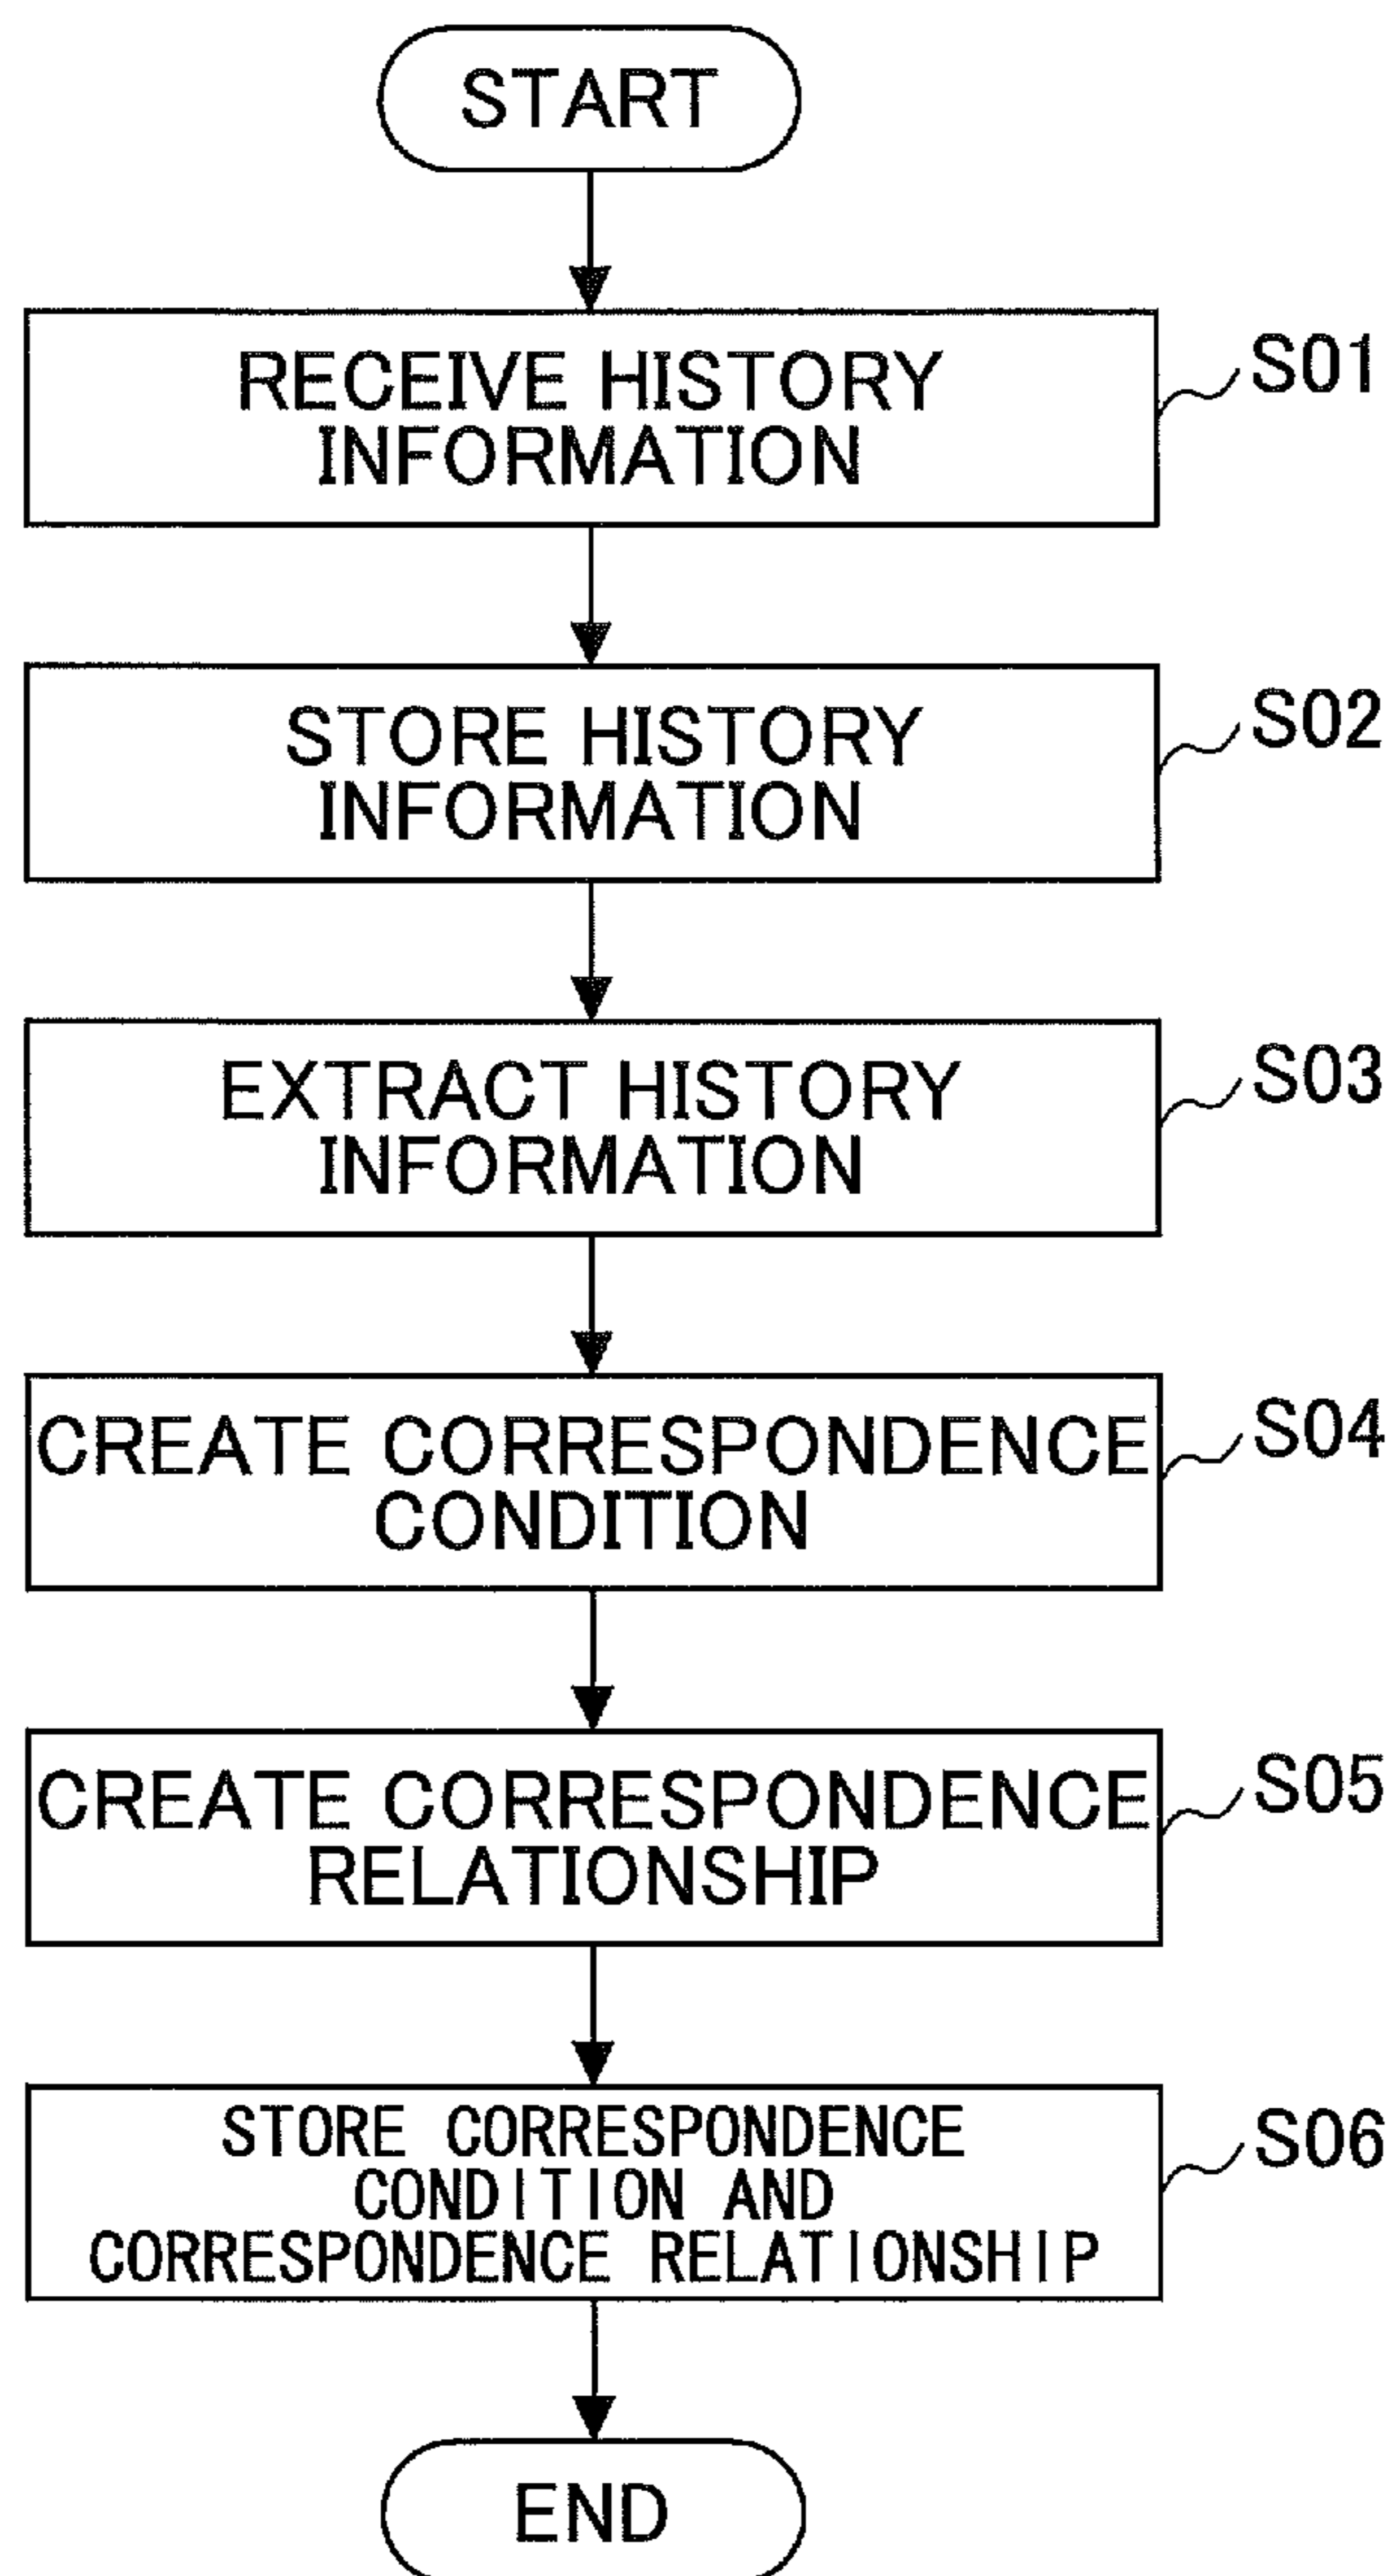 START
RECEIVE HISTORY
INFORMATION
S01
STORE HISTORY
INFORMATION
S02
EXTRACT HISTORY
INFORMATION
S03
CREATE CORRESPONDENCE
CONDITION
S04
CREATE CORRESPONDENCE
RELATIONSHIP
S05
STORE CORRESPONDENCE
CONDITION AND
CORRESPONDENCE RELATIONSHIP
S06
END